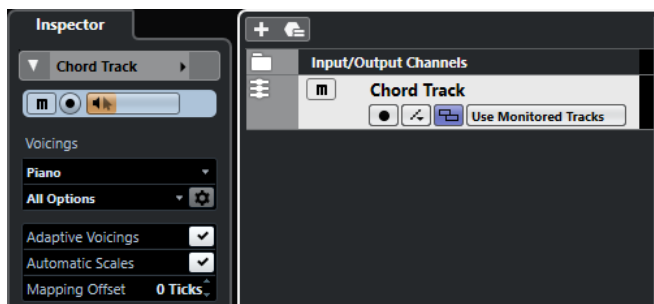 Inspector
Chord Track
m
Voicings
Piano
All Options
Adaptive Voicings
Automatic Scales
Mapping Offset 0 Ticks
Input/Output Channels
m Chord Track
Use Monitored Tracks